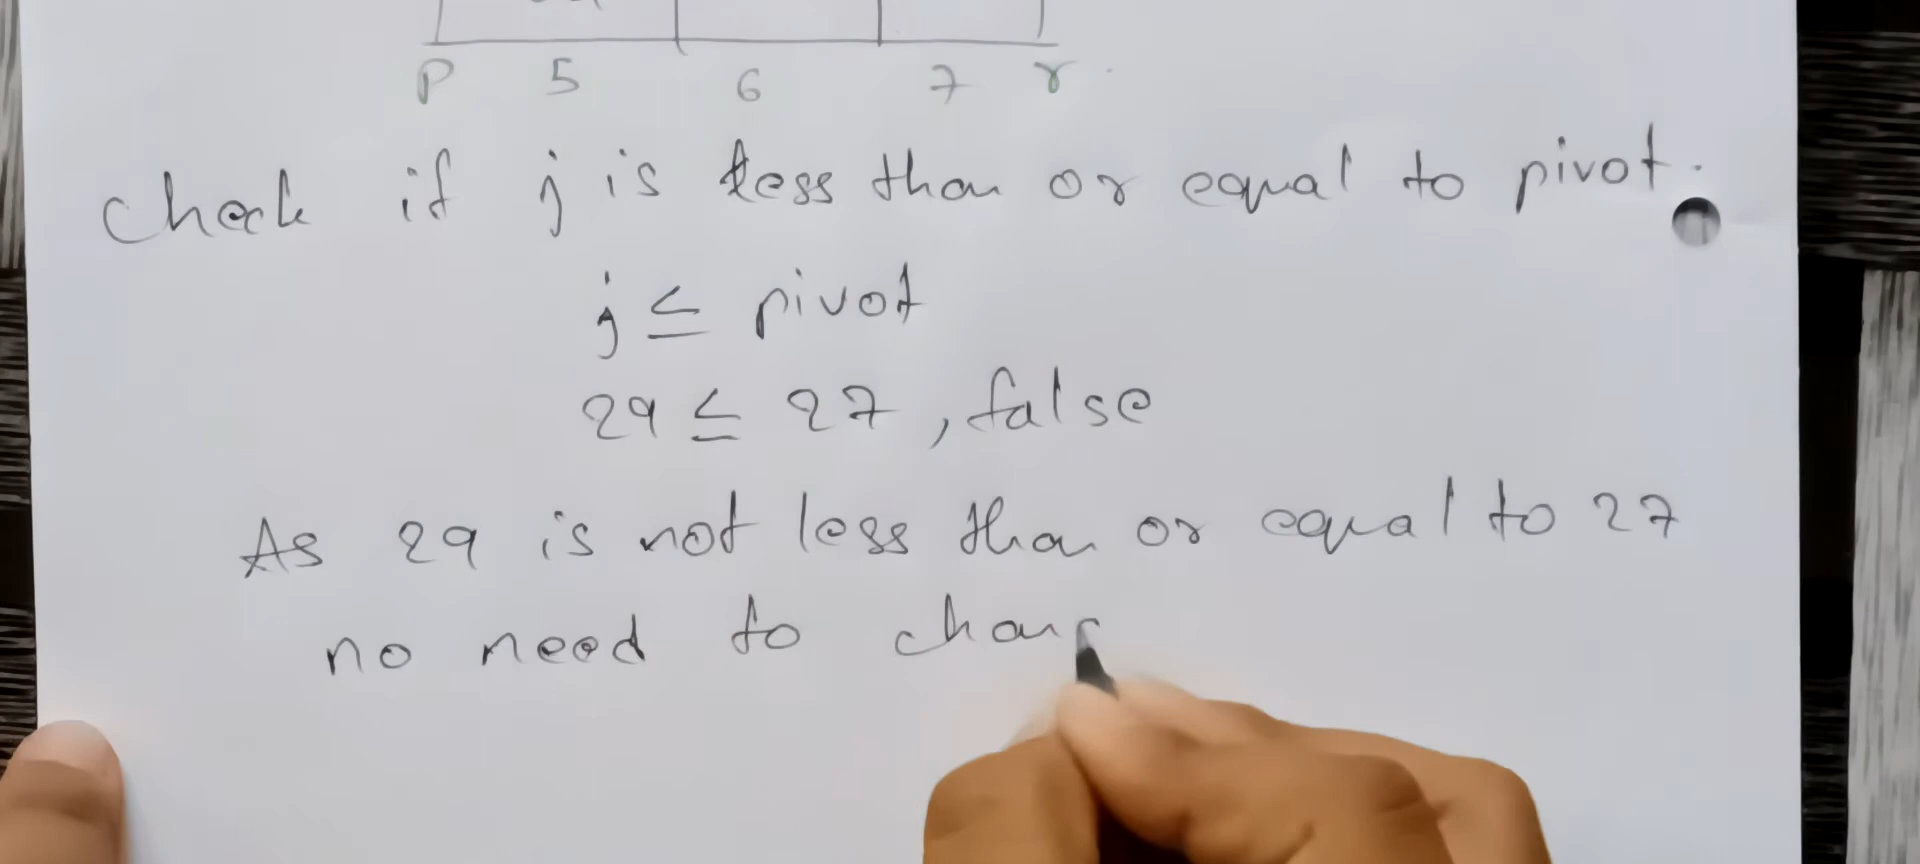 P 5 6 7 r
Check if j is less than or equal to pivot.
j ≤ pivot
29 ≤ 27, false
As 29 is not less than or equal to 27
no need to chang